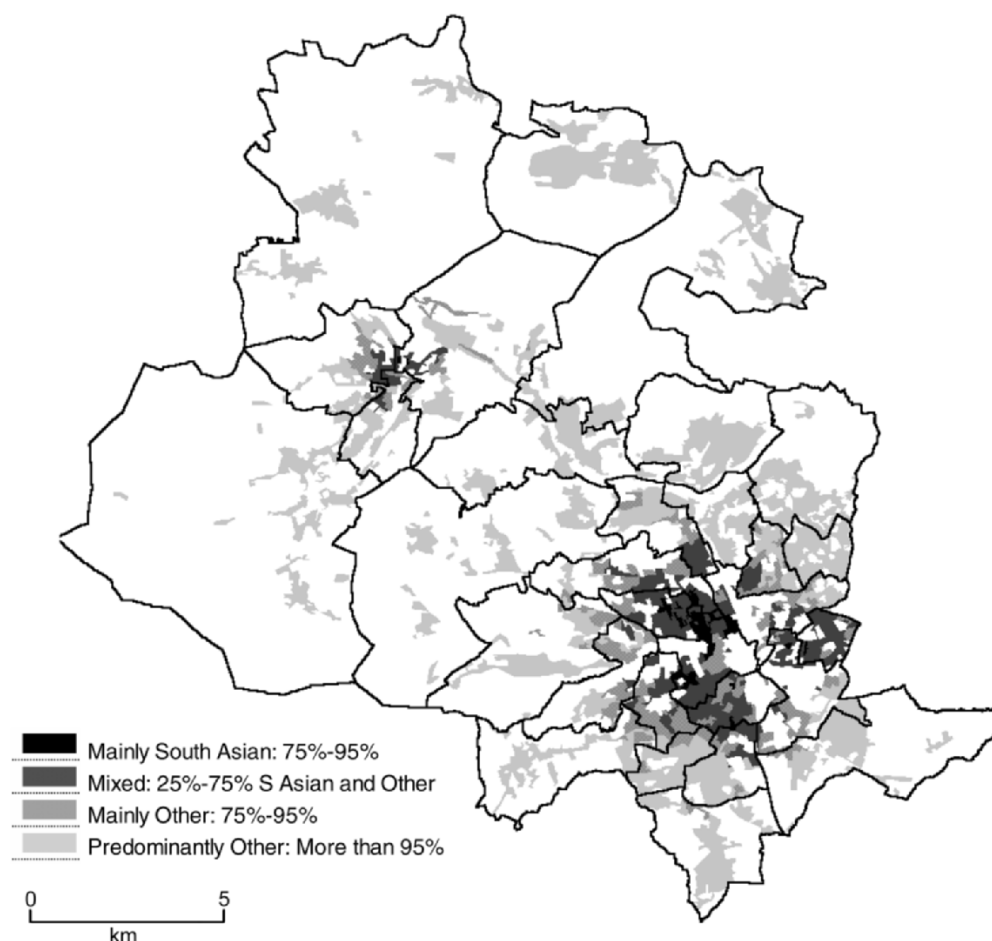 Mainly South Asian: 75%-95%
Mixed: 25%-75% S Asian and Other
Mainly Other: 75%-95%
Predominantly Other: More than 95%
0 5
km